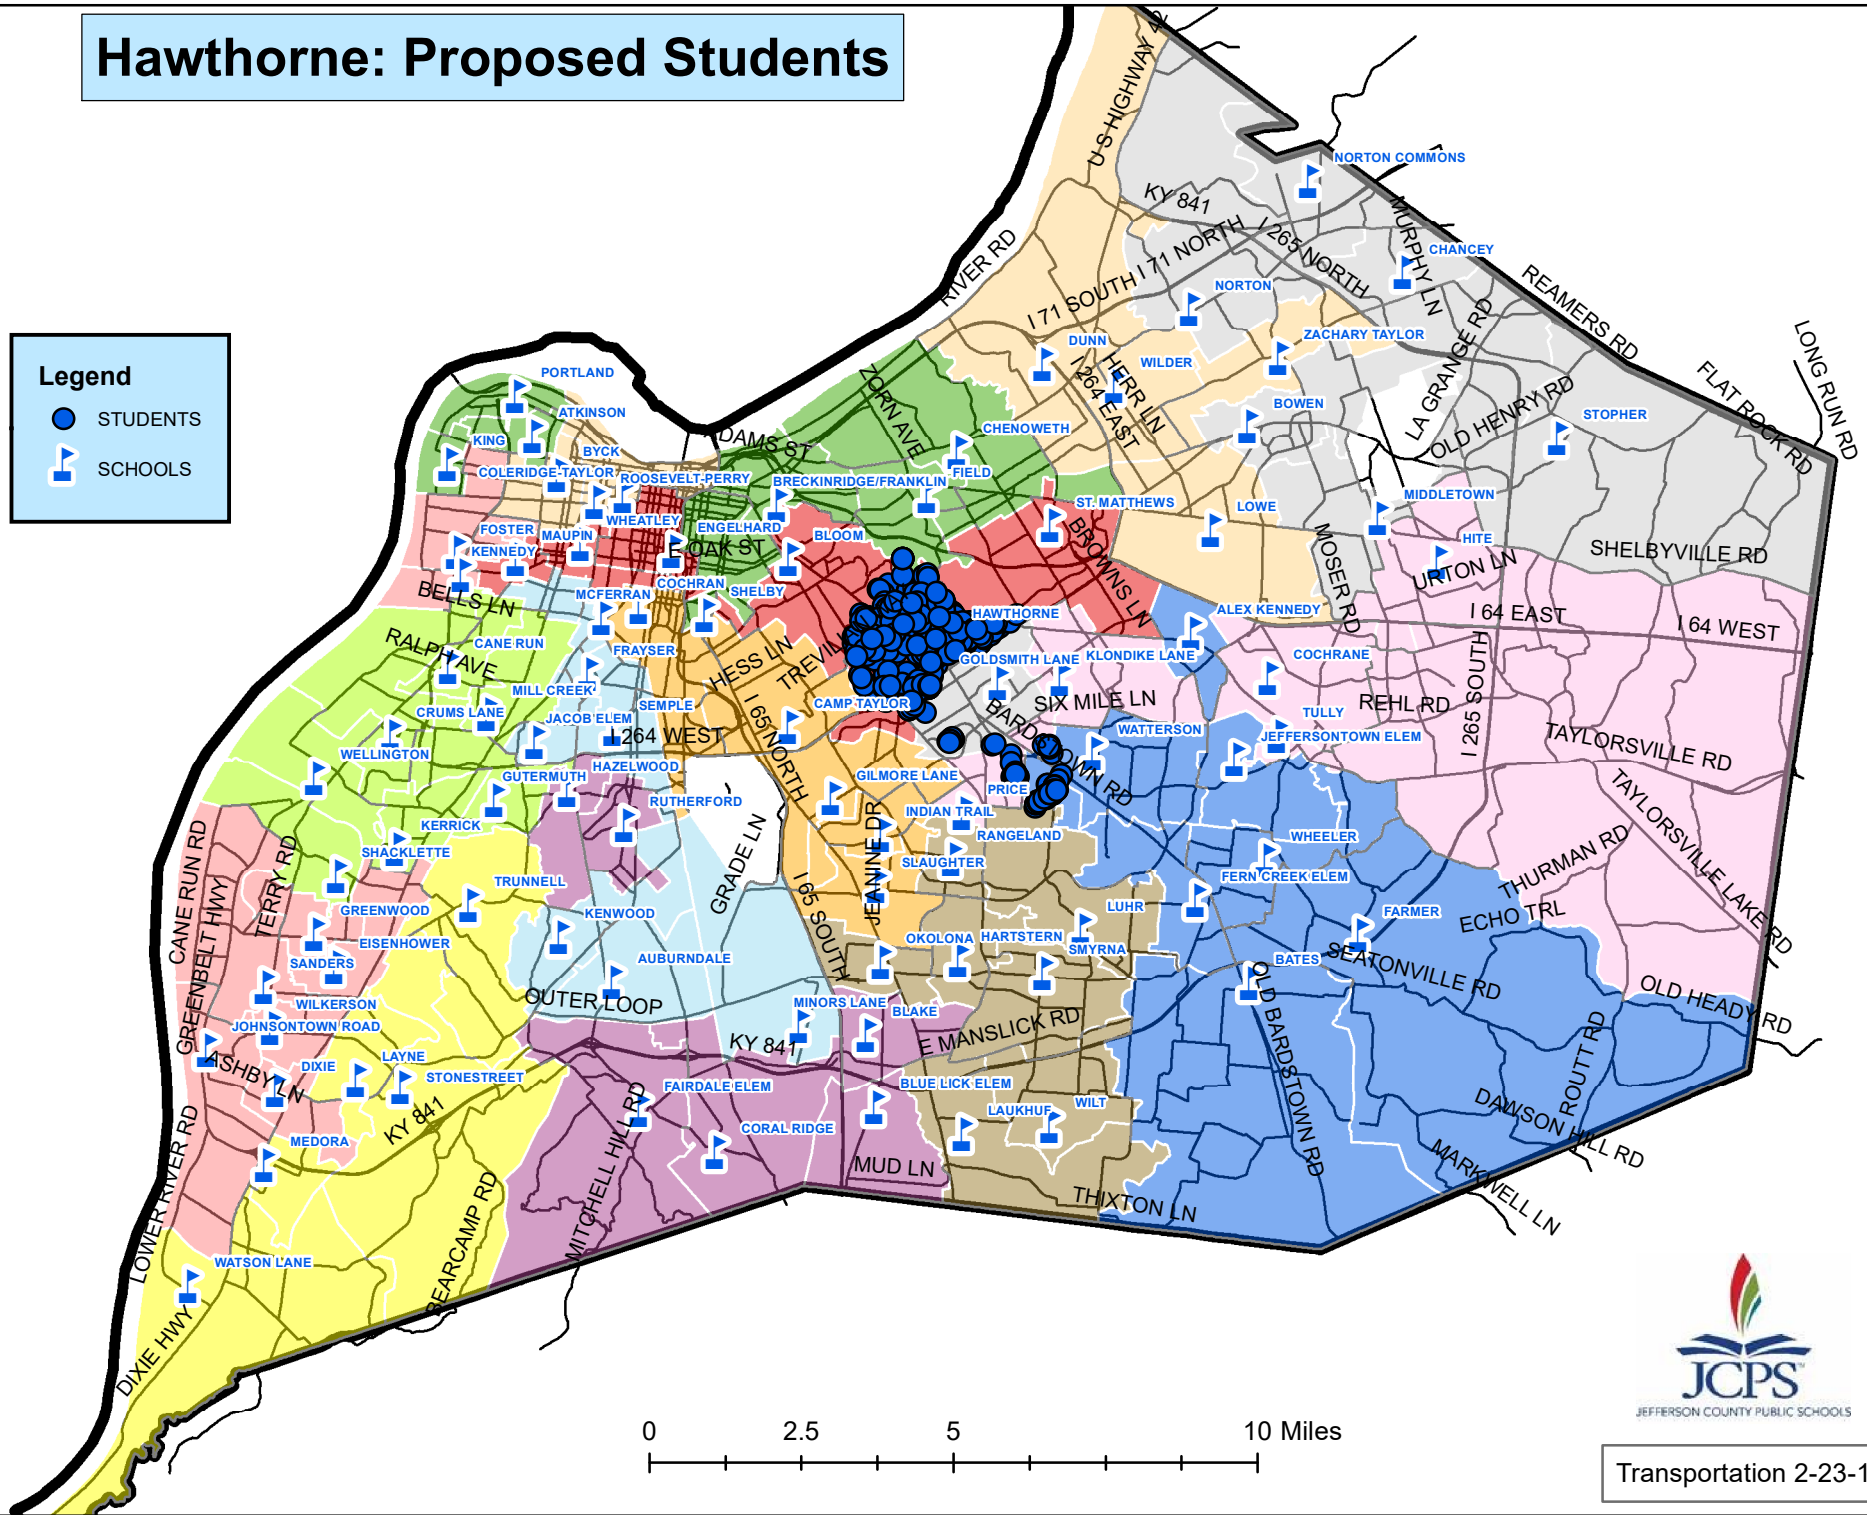 Hawthorne: Proposed Students
Legend
STUDENTS
SCHOOLS
U S HIGHWAY 42
NORTON COMMONS
KY 841
MURPHY LN
I 71 NORTH
I 265 NORTH
CHANCEY
RIVER RD
I 71 SOUTH
NORTON
REAMERS RD
LONG RUN RD
ZACHARY TAYLOR
DUNN
WILDER
HERR LN
I 264 EAST
LA GRANGE RD
FLAT ROCK RD
PORTLAND
ZORN AVE
BOWEN
OLD HENRY RD
STOPHER
ATKINSON
KING
BYCK
ADAMS ST
CHENOWETH
COLERIDGE-TAYLOR
ROOSEVELT-PERRY
BRECKINRIDGE/FRANKLIN
FIELD
ST. MATTHEWS
LOWE
MIDDLETOWN
FOSTER
MAUPIN
WHEATLEY
ENGELHARD
BLOOM
BROWNS LN
MOSER RD
HITE
SHELBYVILLE RD
KENNEDY
E OAK ST
URTON LN
BELLS LN
MCFERRAN
COCHRAN
SHELBY
HAWTHORNE
ALEX KENNEDY
I 64 EAST
I 64 WEST
RALPH AVE
CANE RUN
FRAYSER
HESS LN
GOLDSMITH LANE
KLONDIKE LANE
COCHRANE
I 265 SOUTH
MILL CREEK
SEMPLE
CAMP TAYLOR
SIX MILE LN
REHL RD
CRUMS LANE
JACOB ELEM
I 65 NORTH
BARDSTOWN RD
WATTERSON
TULLY
JEFFERSONTOWN ELEM
TAYLORSVILLE RD
I 264 WEST
WELLINGTON
GUTERMUTH
HAZELWOOD
GILMORE LANE
PRICE
RUTHERFORD
INDIAN TRAIL
TAYLORSVILLE LAKE RD
KERRICK
RANGELAND
WHEELER
CANE RUN RD
TERRY RD
SHACKLETTE
GRADE LN
JEANINE DR
SLAUGHTER
THURMAN RD
GREENBELT HWY
TRUNNELL
I 65 SOUTH
FERN CREEK ELEM
GREENWOOD
KENWOOD
LUHR
FARMER
ECHO TRL
EISENHOWER
OKOLONA
HARTSTERN
SMYRNA
SANDERS
AUBURNDALE
BATES
SEATONVILLE RD
OLD HEADY RD
WILKERSON
OUTER LOOP
MINORS LANE
BLAKE
JOHNSONTOWN ROAD
KY 841
E MANSLICK RD
OLD BARDSTOWN RD
ROUTT RD
ASHBY LN
DIXIE
LAYNE
STONESTREET
FAIRDALE ELEM
BLUE LICK ELEM
LAUKHUF
WILT
DAWSON HILL RD
KY 841
LOWER RIVER RD
MEDORA
MITCHELL HILL RD
CORAL RIDGE
MUD LN
MARKWELL LN
BEARCAMP RD
THIXTON LN
WATSON LANE
DIXIE HWY
JCPS
JEFFERSON COUNTY PUBLIC SCHOOLS
0 2.5 5 10 Miles
Transportation 2-23-1